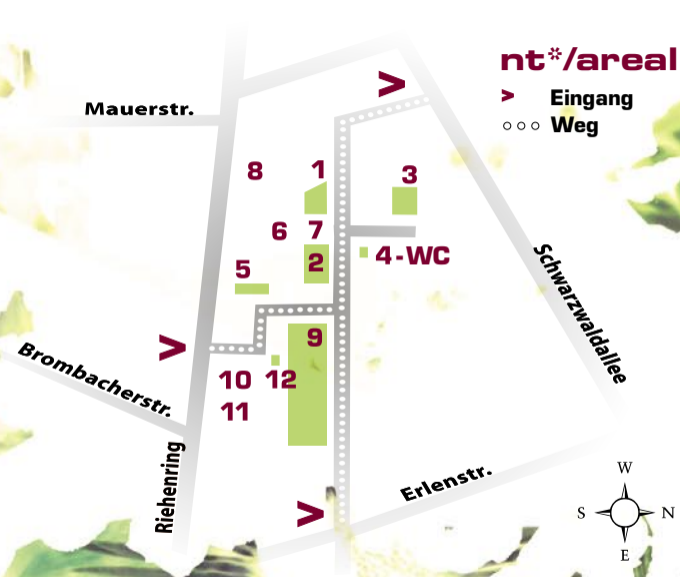 nt*/areal
> Eingang
○○○ Weg
Mauerstr.
>
8
1
3
6
7
2
4-WC
5
Schwarzwaldallee
9
>
Brombacherstr.
10
12
11
Riehenring
Erlenstr.
>
W
S
N
E